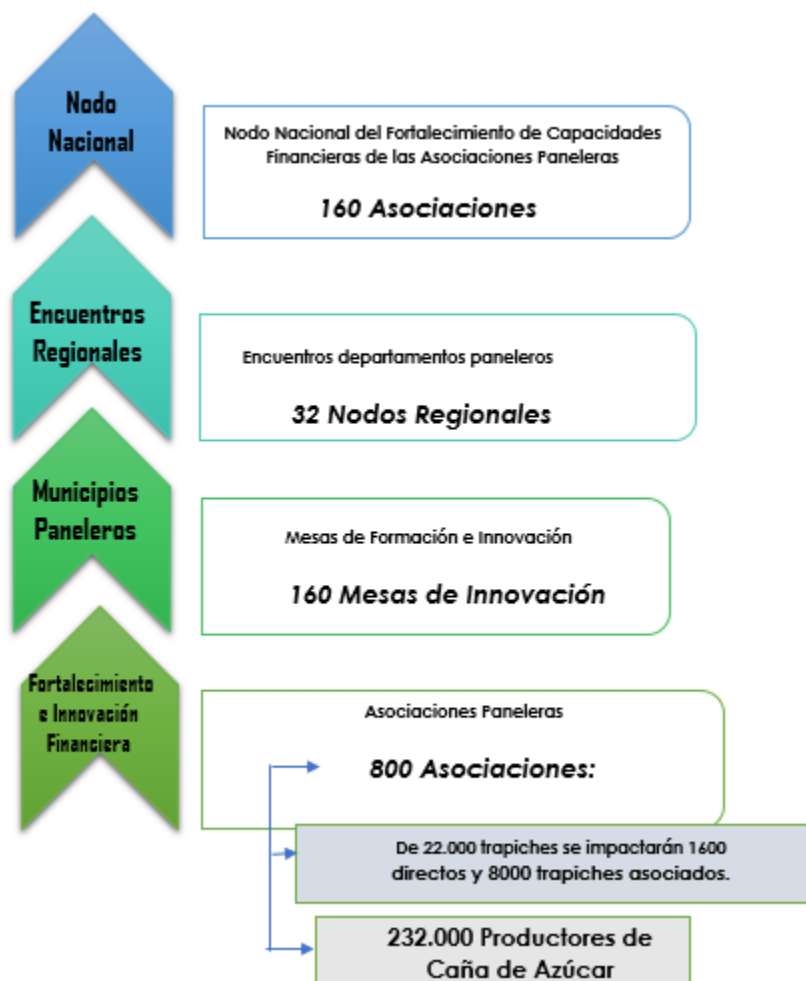 Nodo
Nacional
Nodo Nacional del Fortalecimiento de Capacidades
Financieras de las Asociaciones Paneleras
160 Asociaciones
Encuentros
Regionales
Encuentros departamentos paneleros
32 Nodos Regionales
Municipios
Paneleros
Mesas de Formación e Innovación
160 Mesas de Innovación
Fortalecimiento
e Innovación
Financiera
Asociaciones Paneleras
800 Asociaciones:
De 22.000 trapiches se impactarán 1600
directos y 8000 trapiches asociados.
232.000 Productores de
Caña de Azúcar